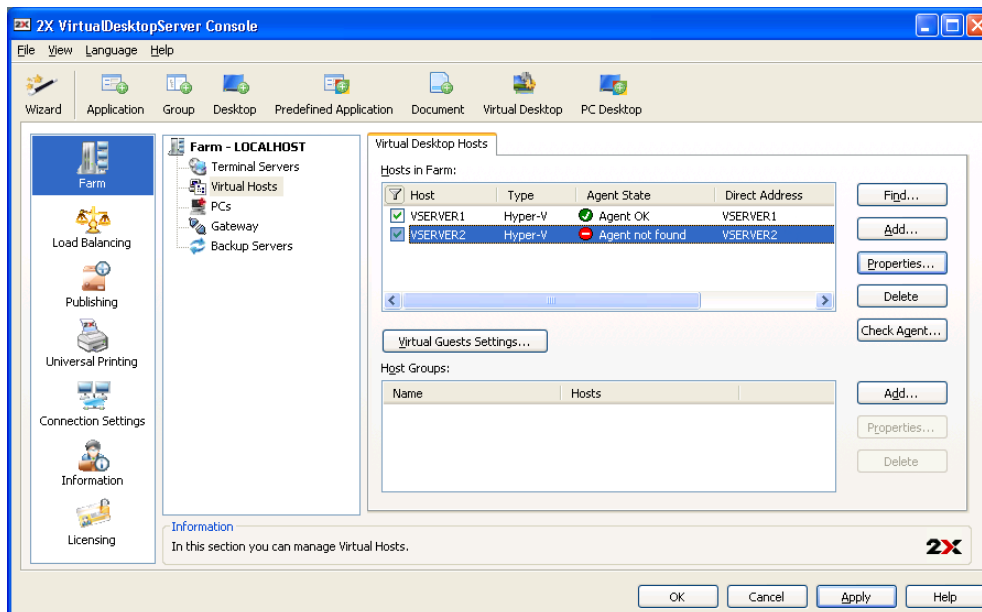 2X VirtualDesktopServer Console
File View Language Help
Wizard Application Group Desktop Predefined Application Document Virtual Desktop PC Desktop
Farm
Load Balancing
Publishing
Universal Printing
Connection Settings
Information
Licensing
Farm - LOCALHOST
Terminal Servers
Virtual Hosts
PCs
Gateway
Backup Servers
Virtual Desktop Hosts
Hosts in Farm:
Host Type Agent State Direct Address
VSERVER1 Hyper-V Agent OK VSERVER1
VSERVER2 Hyper-V Agent not found VSERVER2
Find...
Add...
Properties...
Delete
Check Agent...
Virtual Guests Settings...
Host Groups:
Name Hosts
Add...
Properties...
Delete
Information
In this section you can manage Virtual Hosts.
2X
OK Cancel Apply Help